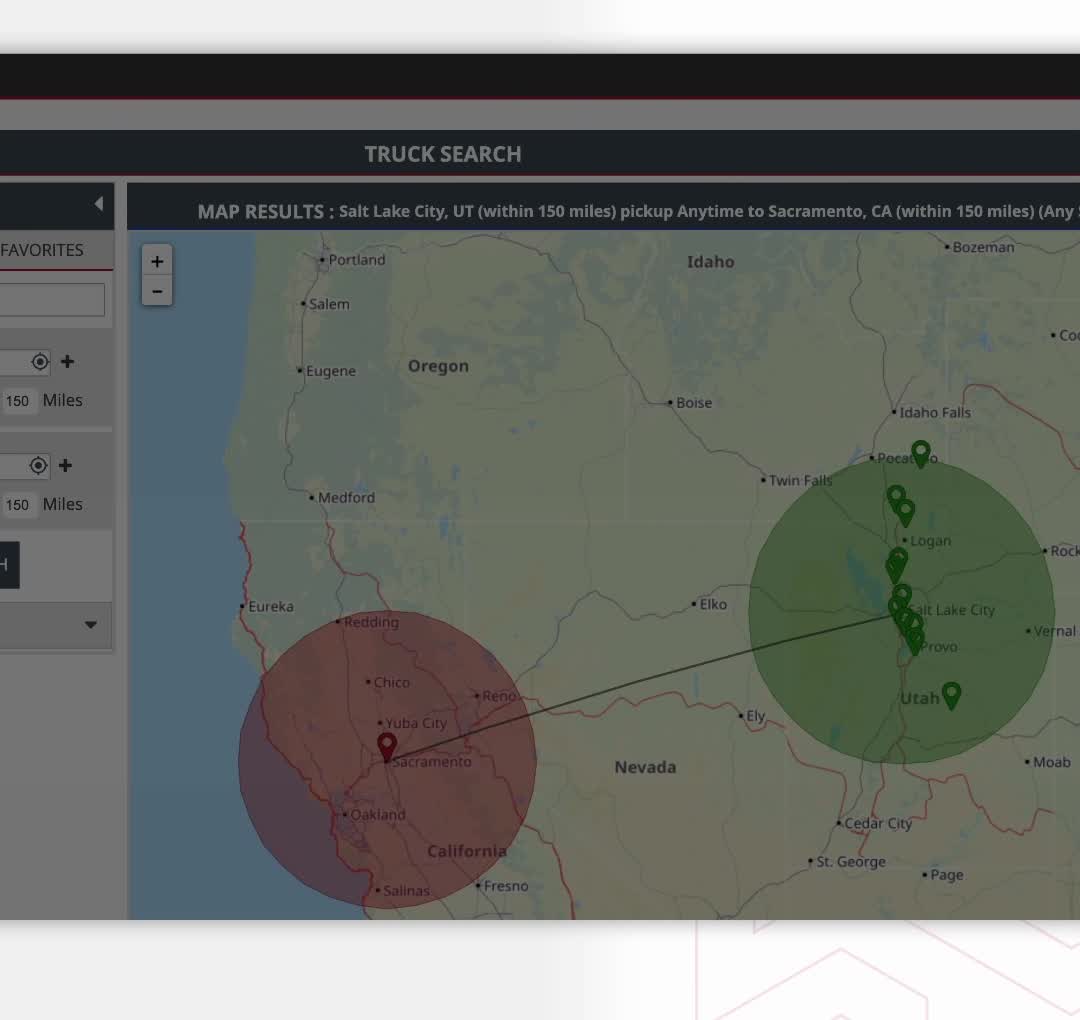 TRUCK SEARCH
MAP RESULTS : Salt Lake City, UT (within 150 miles) pickup Anytime to Sacramento, CA (within 150 miles) (Any
FAVORITES
+
−
150 Miles
150 Miles
H
Portland
Idaho
Bozeman
Salem
Eugene
Oregon
Boise
Idaho Falls
Medford
Twin Falls
Logan
Rock
Eureka
Elko
Salt Lake City
Redding
Vernal
Provo
Chico
Reno
Utah
Yuba City
Ely
Sacramento
Nevada
Moab
Oakland
Cedar City
California
St. George
Page
Salinas
Fresno